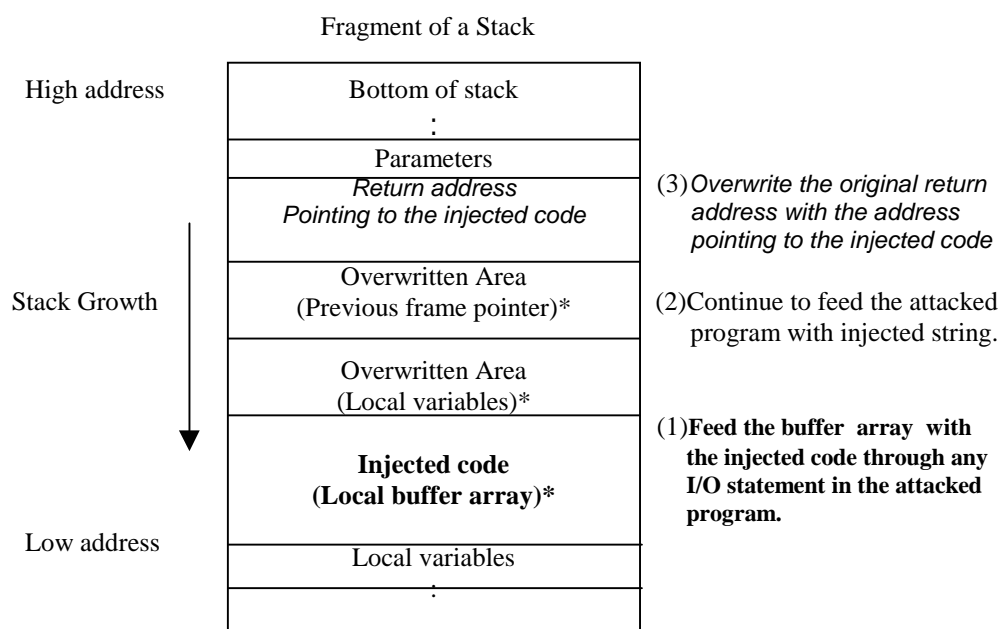 Fragment of a Stack
High address
Bottom of stack
:
Parameters
Return address
Pointing to the injected code
(3)Overwrite the original return
address with the address
pointing to the injected code
Stack Growth
Overwritten Area
(Previous frame pointer)*
(2)Continue to feed the attacked
program with injected string.
Overwritten Area
(Local variables)*
(1)Feed the buffer array with
the injected code through any
I/O statement in the attacked
program.
Injected code
(Local buffer array)*
Low address
Local variables
: